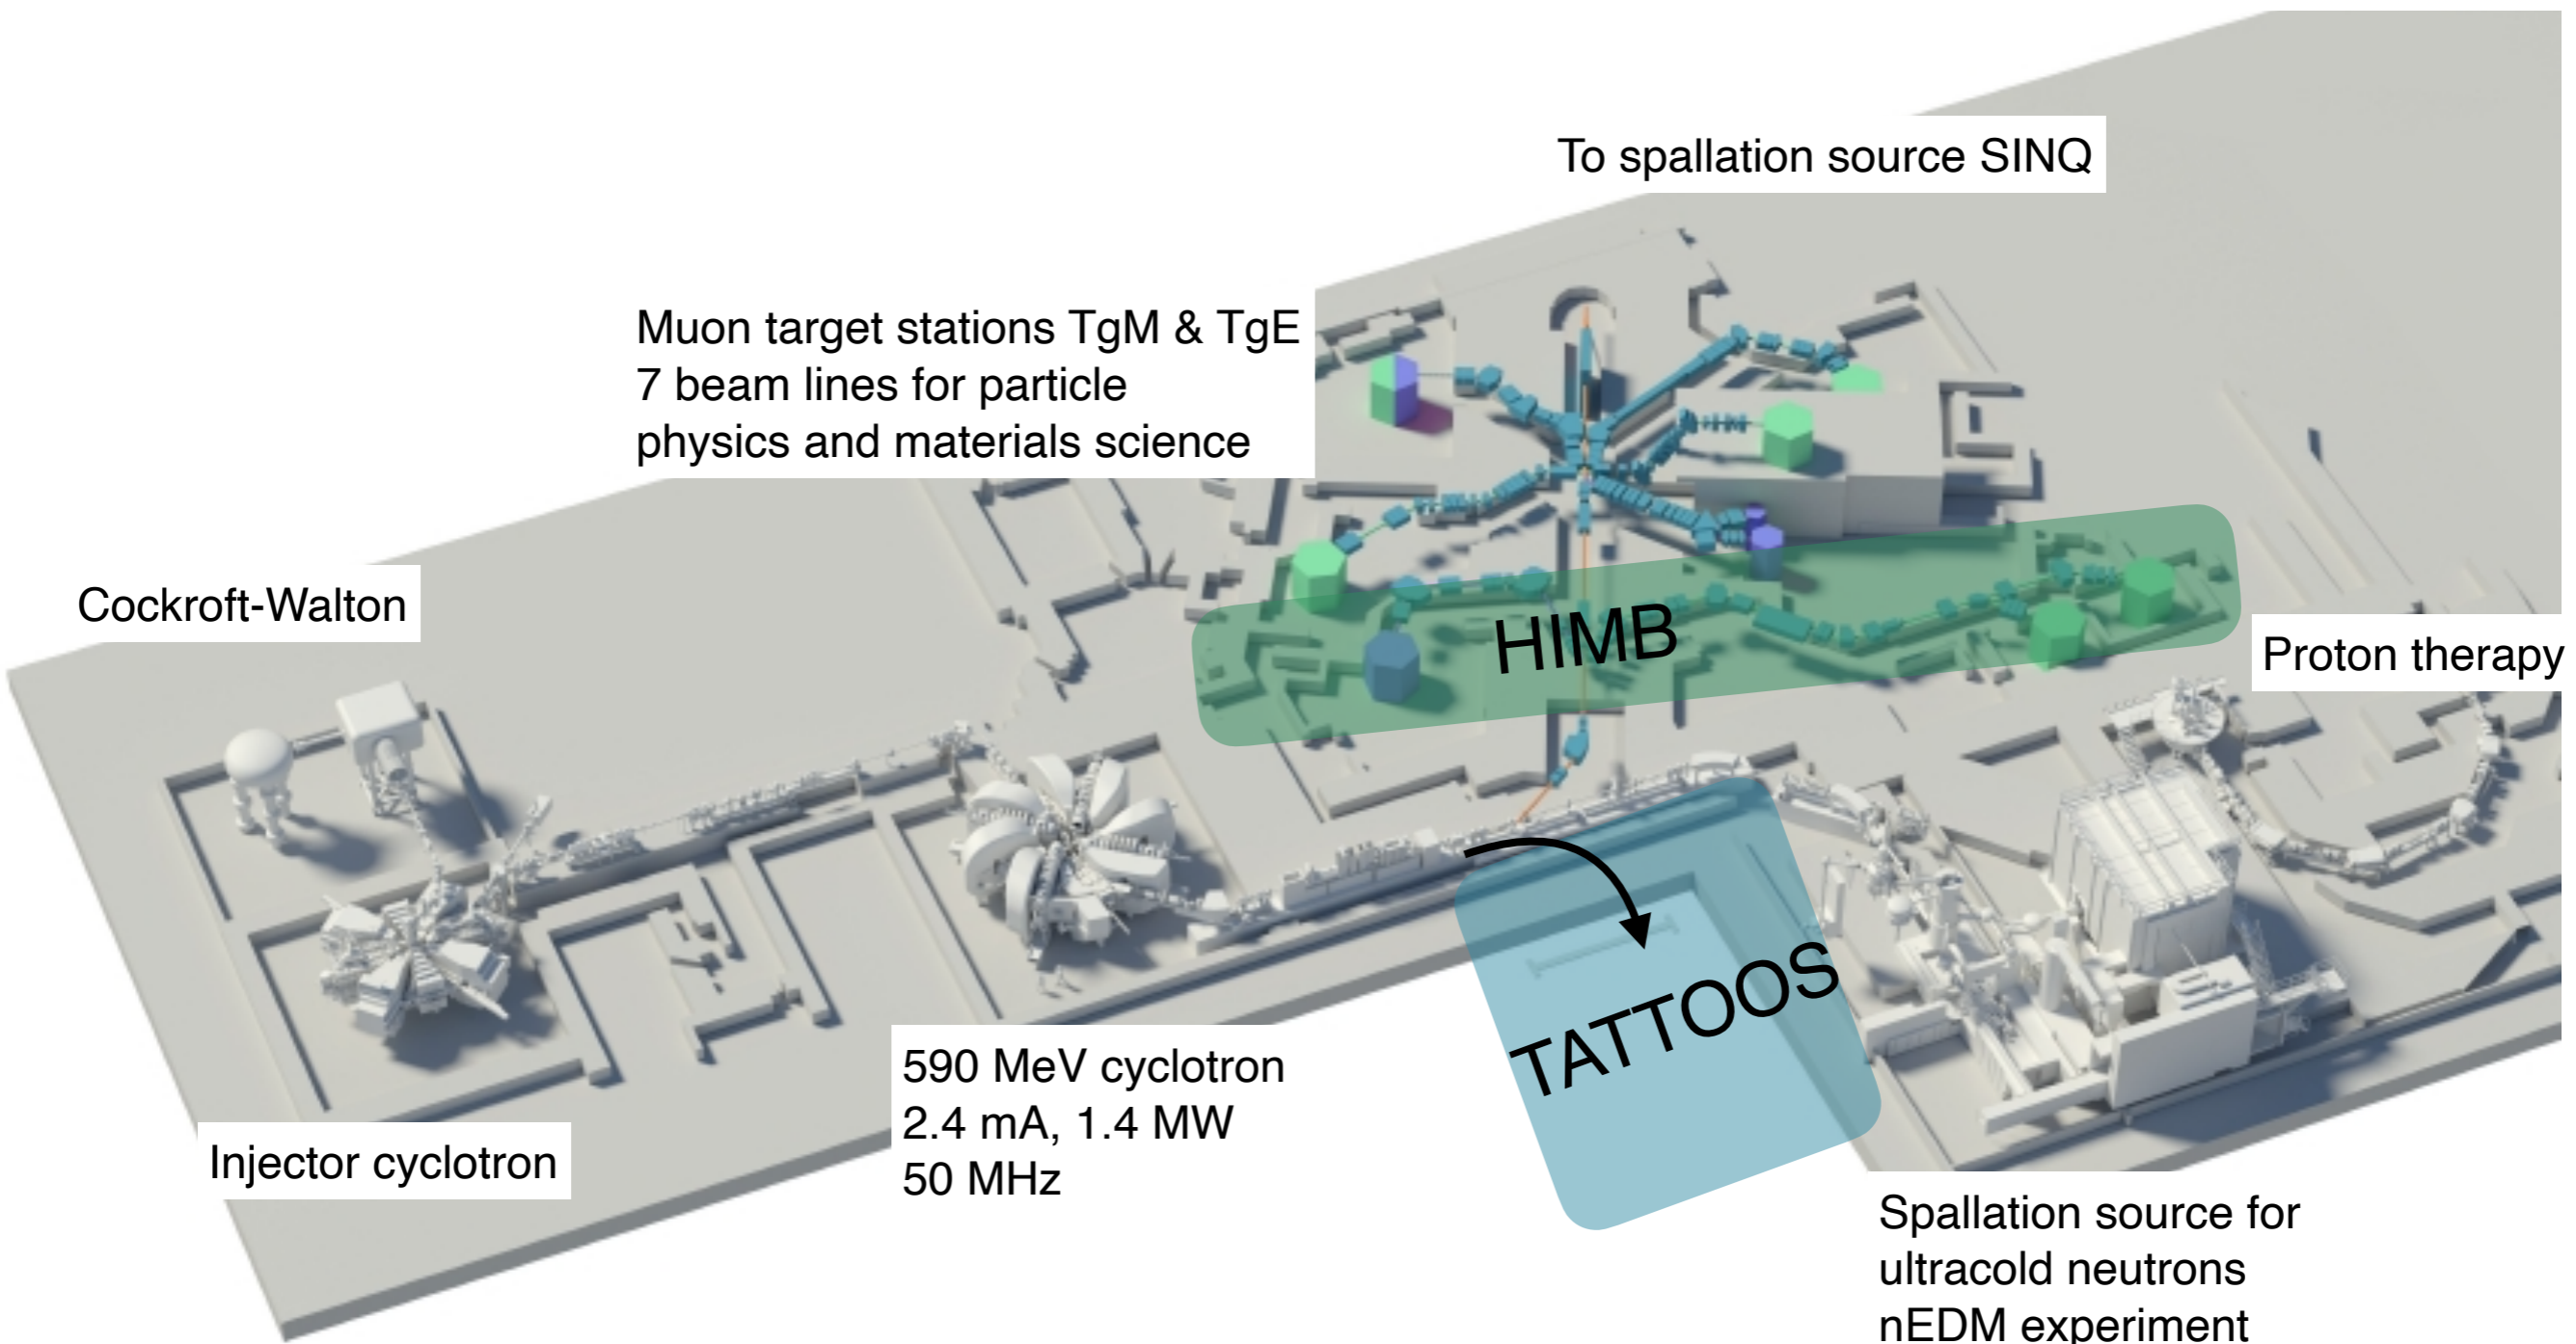 To spallation source SINQ
Muon target stations TgM & TgE
7 beam lines for particle
physics and materials science
Cockroft-Walton
HIMB
Proton therapy
TATTOOS
590 MeV cyclotron
2.4 mA, 1.4 MW
50 MHz
Injector cyclotron
Spallation source for
ultracold neutrons
nEDM experiment